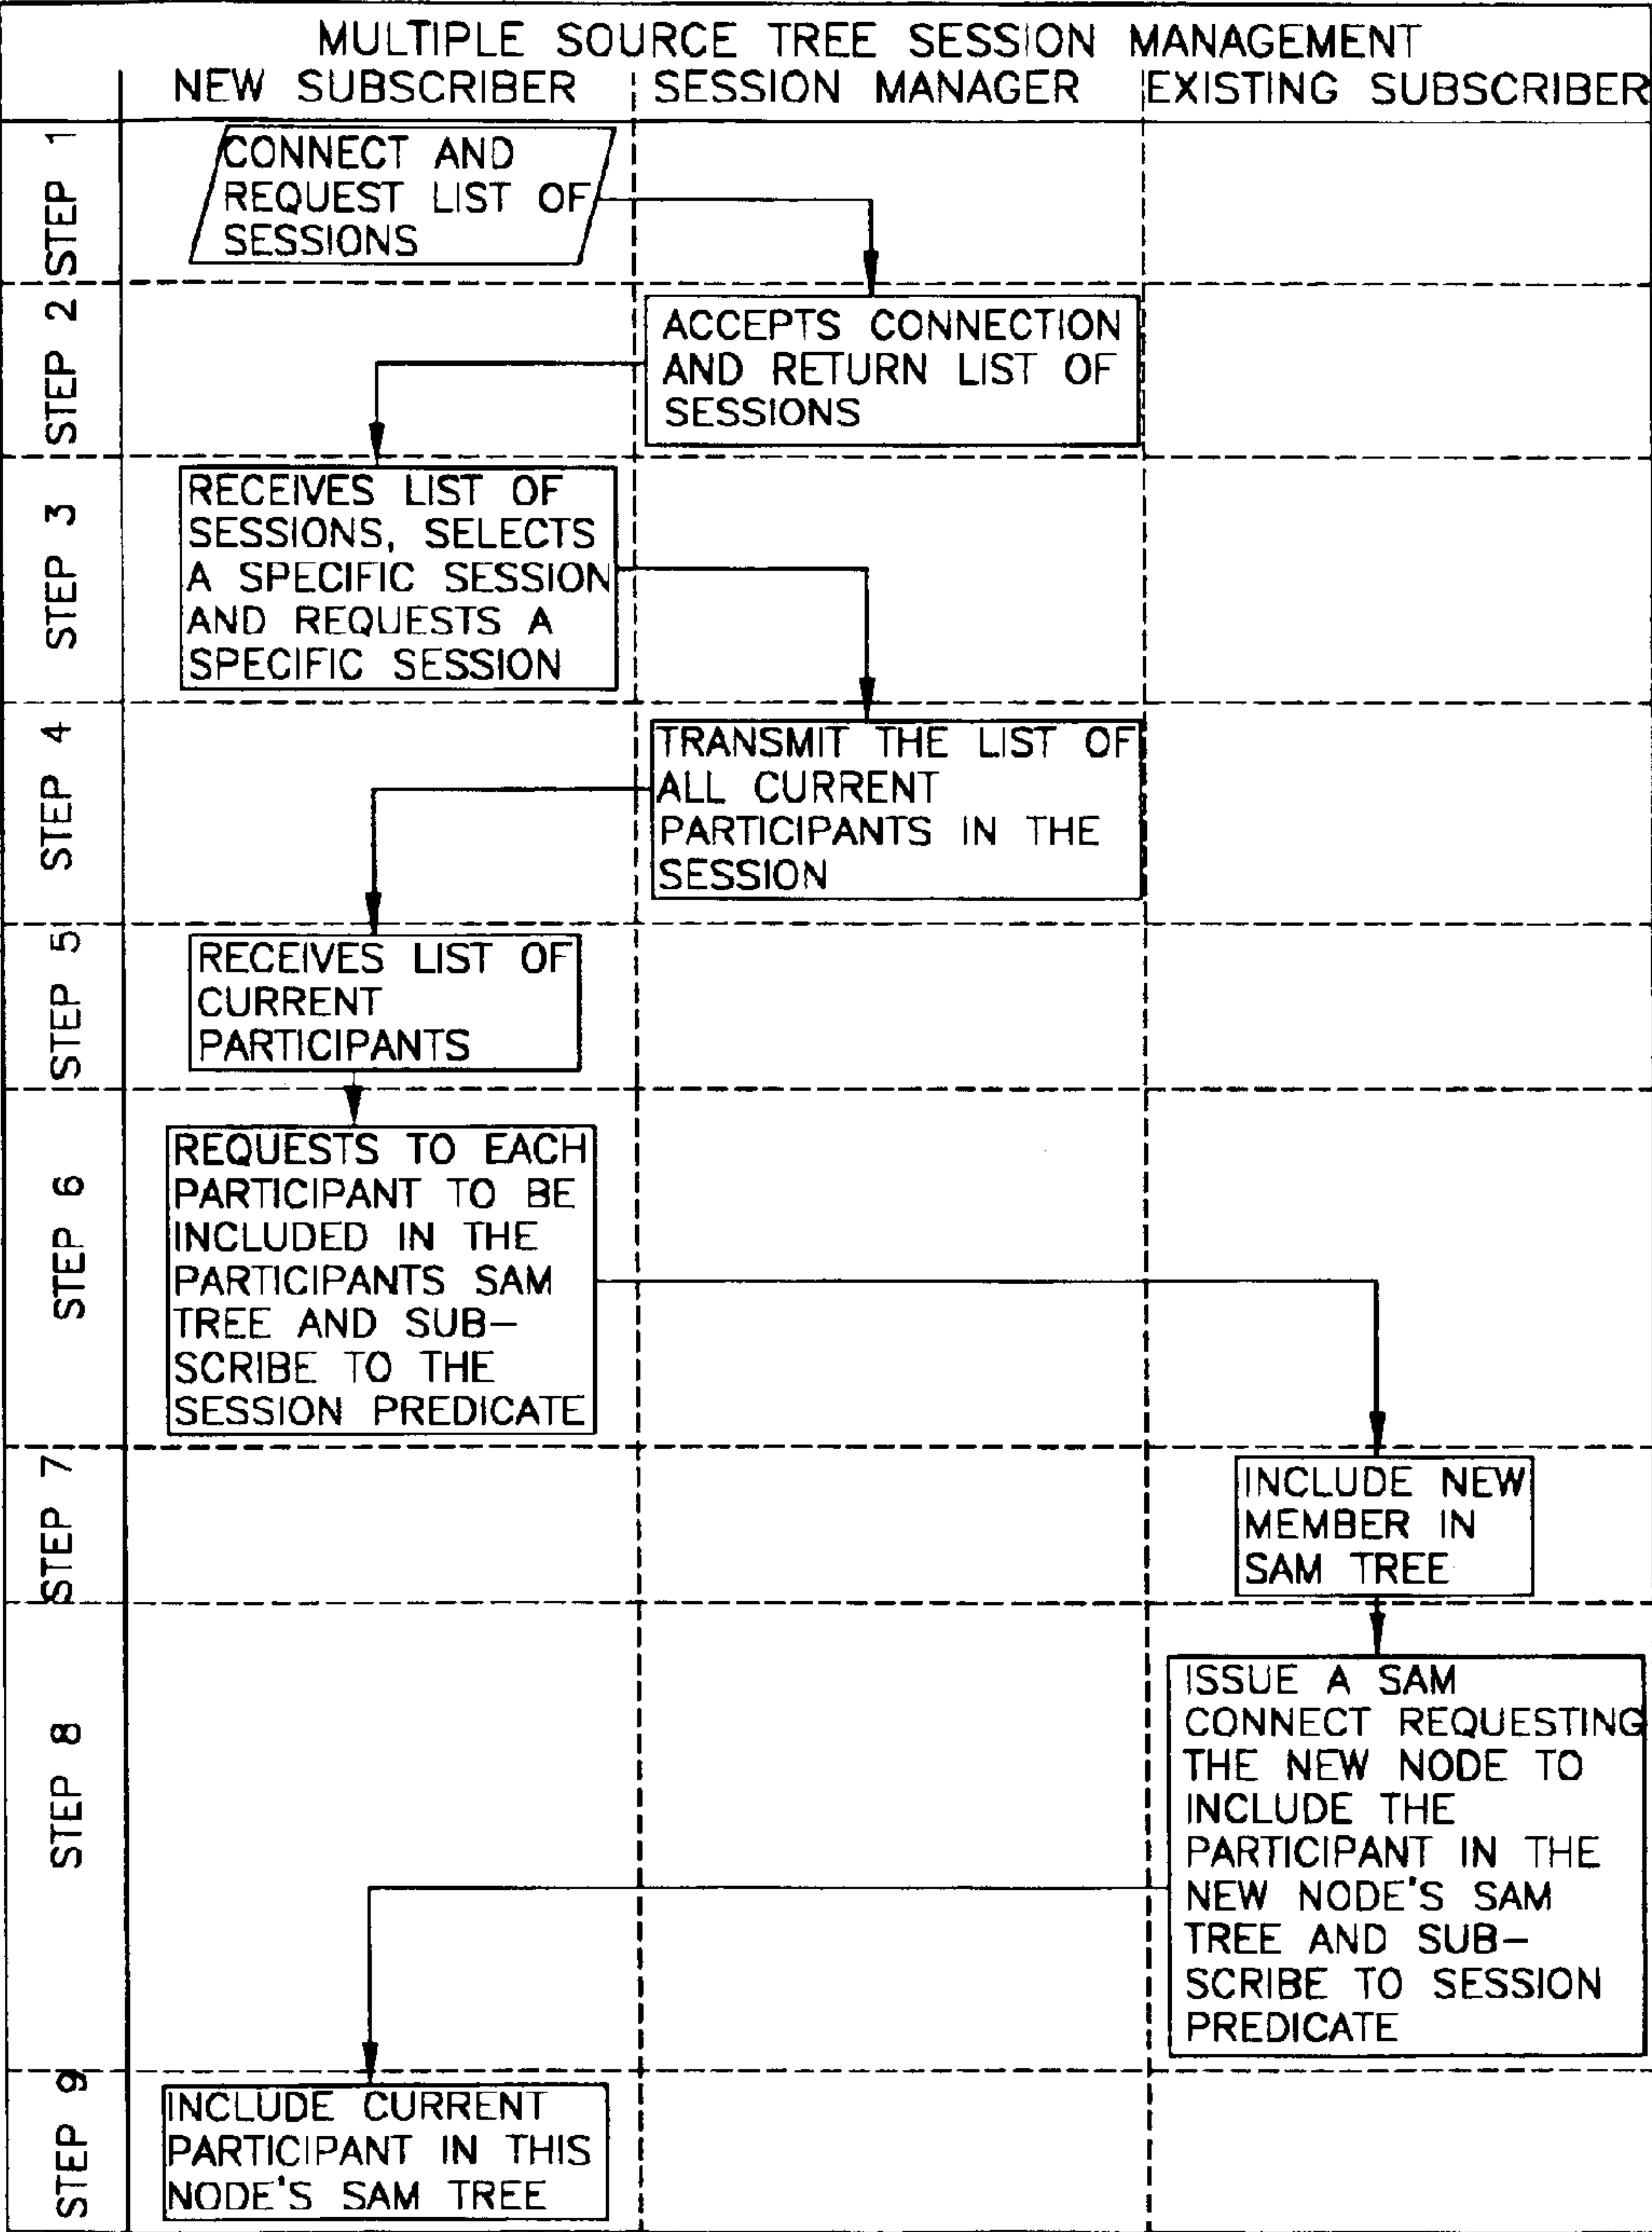 MULTIPLE SOURCE TREE SESSION MANAGEMENT
NEW SUBSCRIBER
SESSION MANAGER
EXISTING SUBSCRIBER
STEP 1
CONNECT AND
REQUEST LIST OF
SESSIONS
STEP 2
ACCEPTS CONNECTION
AND RETURN LIST OF
SESSIONS
STEP 3
RECEIVES LIST OF
SESSIONS, SELECTS
A SPECIFIC SESSION
AND REQUESTS A
SPECIFIC SESSION
STEP 4
TRANSMIT THE LIST OF
ALL CURRENT
PARTICIPANTS IN THE
SESSION
STEP 5
RECEIVES LIST OF
CURRENT
PARTICIPANTS
STEP 6
REQUESTS TO EACH
PARTICIPANT TO BE
INCLUDED IN THE
PARTICIPANTS SAM
TREE AND SUB-
SCRIBE TO THE
SESSION PREDICATE
STEP 7
INCLUDE NEW
MEMBER IN
SAM TREE
STEP 8
ISSUE A SAM
CONNECT REQUESTING
THE NEW NODE TO
INCLUDE THE
PARTICIPANT IN THE
NEW NODE'S SAM
TREE AND SUB-
SCRIBE TO SESSION
PREDICATE
STEP 9
INCLUDE CURRENT
PARTICIPANT IN THIS
NODE'S SAM TREE